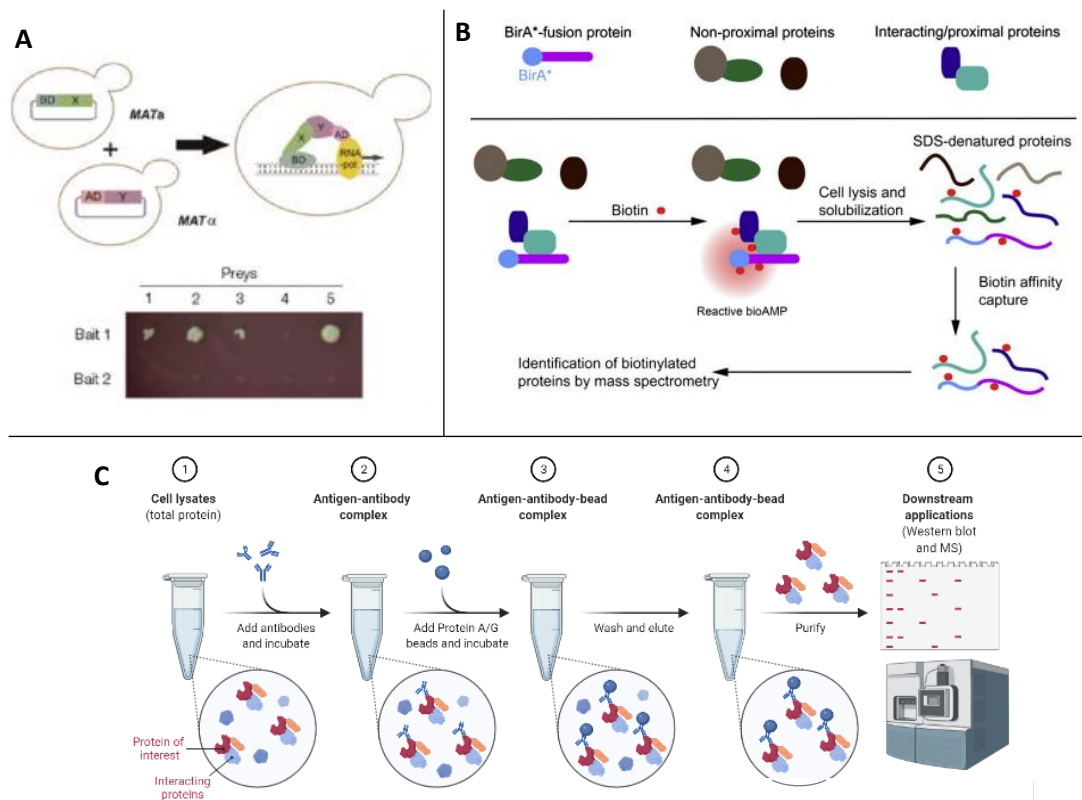 A
BD X
MATa
+
AD Y
MATα
X Y AD
BD
RNA
-pol
Preys
1 2 3 4 5
Bait 1
Bait 2
B
BirA*-fusion protein
BirA*
Non-proximal proteins
Interacting/proximal proteins
Biotin
Reactive bioAMP
Cell lysis and
solubilization
SDS-denatured proteins
Biotin affinity
capture
Identification of biotinylated
proteins by mass spectrometry
C
1
Cell lysates
(total protein)
2
Antigen-antibody
complex
3
Antigen-antibody-bead
complex
4
Antigen-antibody-bead
complex
5
Downstream
applications
(Western blot
and MS)
Add antibodies
and incubate
Add Protein A/G
beads and incubate
Wash and elute
Purify
Protein of
interest
Interacting
proteins